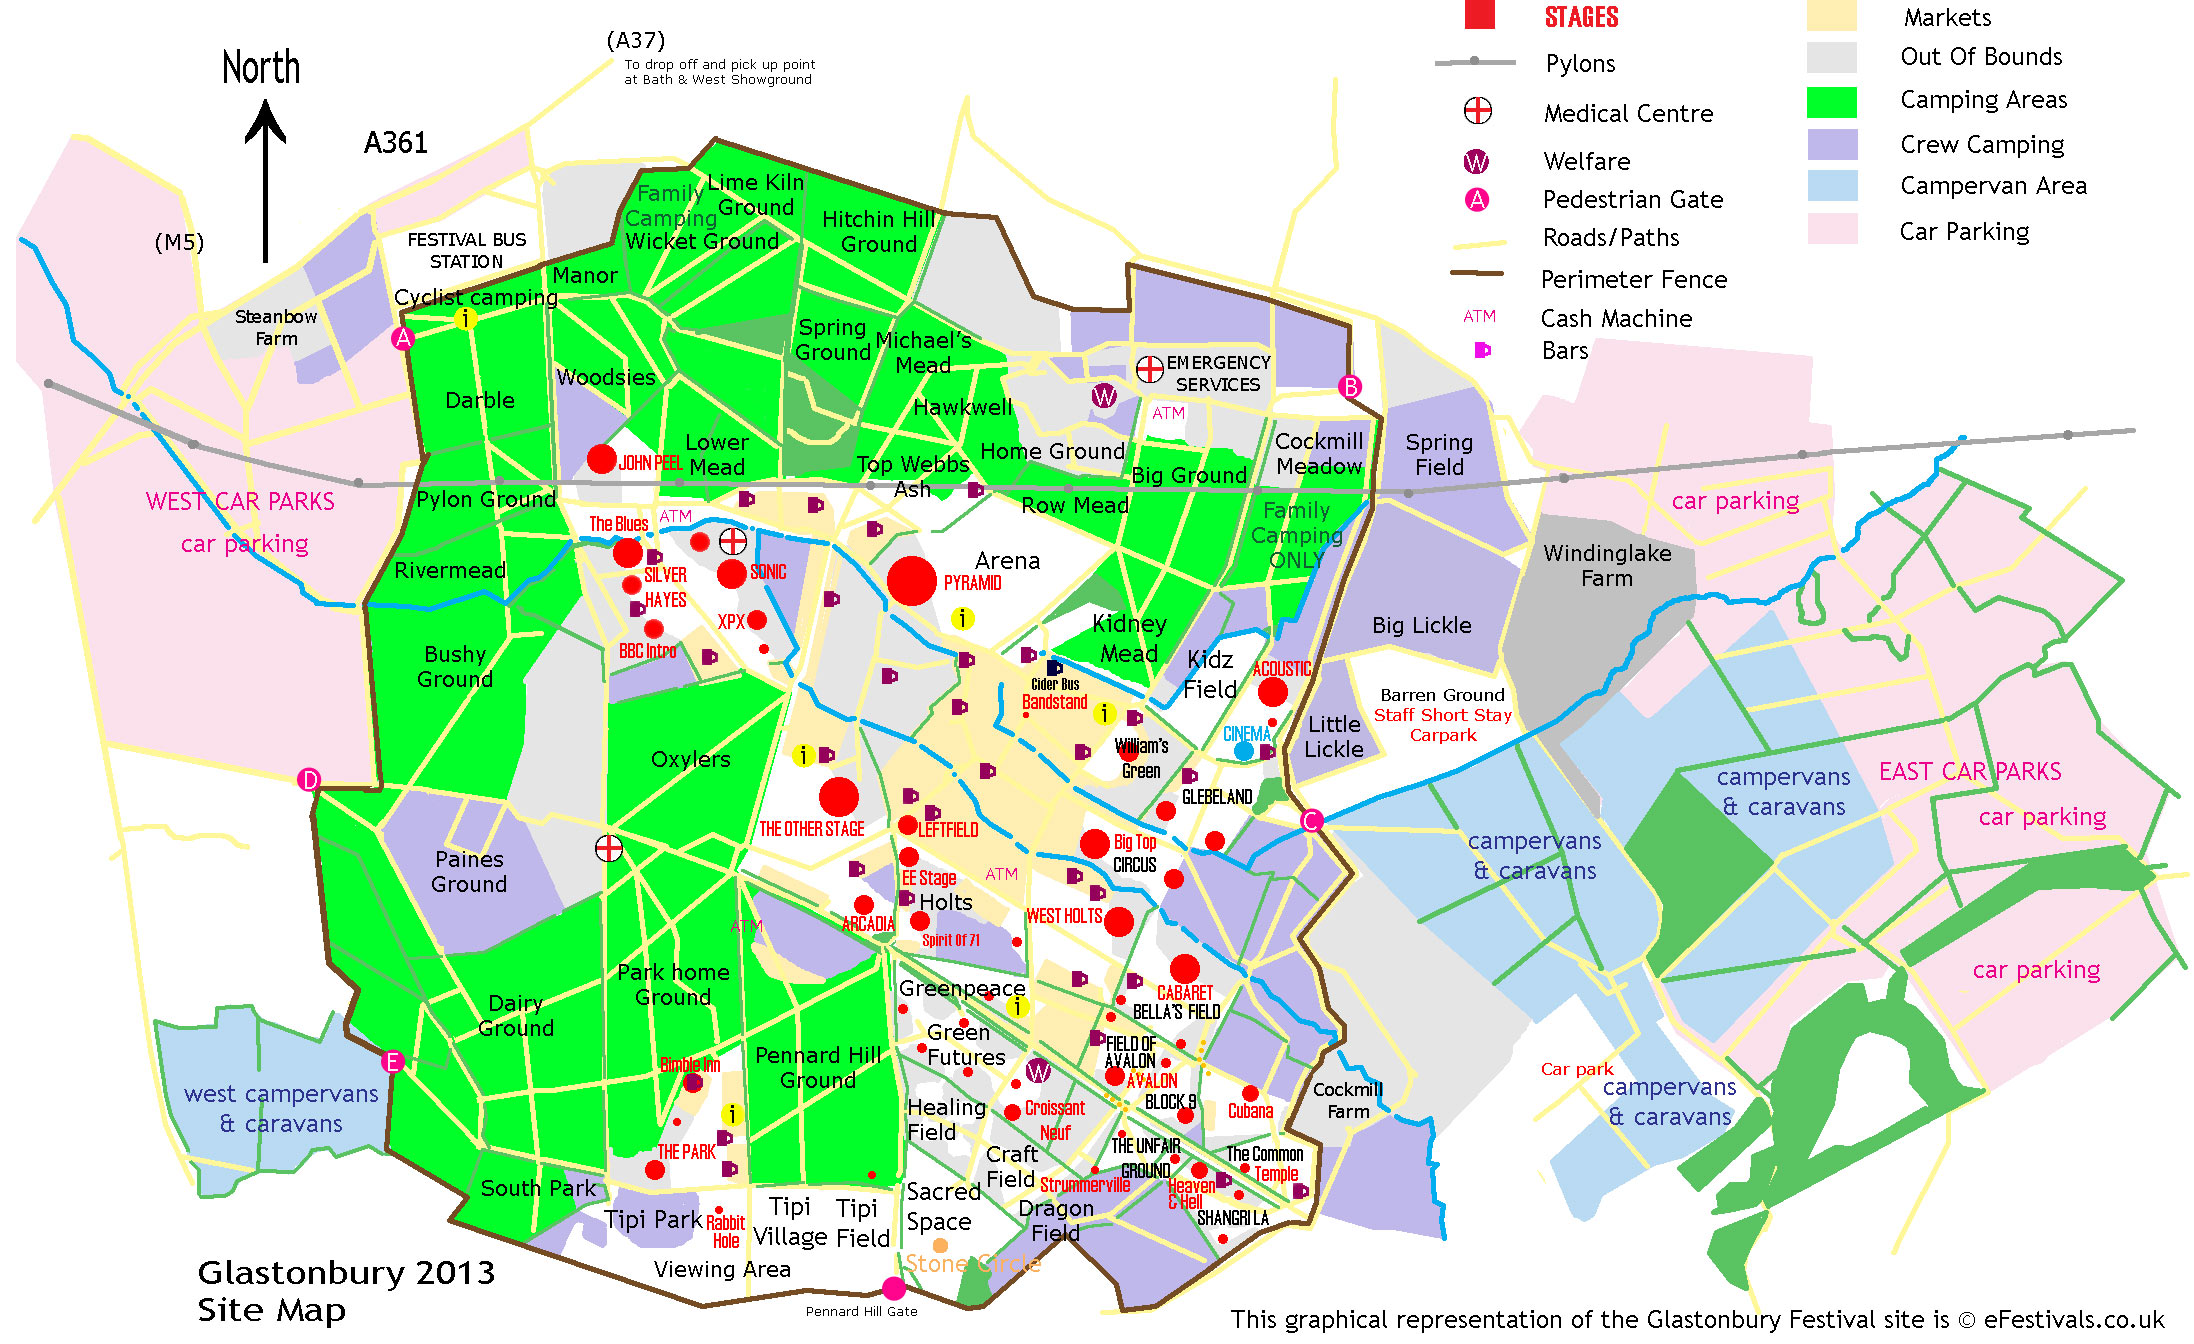 (A37)
To drop off and pick up point
at Bath & West Showground
North
A361
(M5)
STAGES
Pylons
Medical Centre
W
Welfare
A
Pedestrian Gate
Roads/Paths
Perimeter Fence
ATM
Cash Machine
Bars
Markets
Out Of Bounds
Camping Areas
Crew Camping
Campervan Area
Car Parking
FESTIVAL BUS
STATION
Family
Camping
Lime Kiln
Ground
Wicket Ground
Hitchin Hill
Ground
Manor
Cyclist camping
i
A
Steanbow
Farm
Spring
Ground
Michael's
Mead
EMERGENCY
SERVICES
W
B
ATM
Woodsies
Darble
Hawkwell
Lower
Mead
JOHN PEEL
Home Ground
Cockmill
Meadow
Spring
Field
Top Webbs
Ash
Big Ground
Row Mead
Pylon Ground
WEST CAR PARKS
car parking
car parking
The Blues
ATM
Family
Camping
ONLY
Arena
Windinglake
Farm
Rivermead
SILVER
HAYES
SONIC
PYRAMID
XPX
BBC Intro
i
Kidney
Mead
Big Lickle
Bushy
Ground
Kidz
Field
ACOUSTIC
Cider Bus
Bandstand
i
Barren Ground
Staff Short Stay
Carpark
Little
Lickle
CINEMA
William's
Green
Oxylers
i
D
GLEBELAND
campervans
& caravans
EAST CAR PARKS
car parking
THE OTHER STAGE
LEFTFIELD
C
Big Top
CIRCUS
campervans
& caravans
Paines
Ground
EE Stage
ATM
Holts
ARCADIA
Spirit Of 71
WEST HOLTS
ATM
Park home
Ground
Dairy
Ground
Greenpeace
i
CABARET
BELLA'S FIELD
car parking
Green
Futures
W
FIELD OF
AVALON
AVALON
BLOCK 9
Cubana
E
Bimble Inn
Pennard Hill
Ground
i
Cockmill
Farm
Car park
campervans
& caravans
west campervans
& caravans
Healing
Field
Croissant
Neuf
THE UNFAIR
GROUND
The Common
Temple
Craft
Field
THE PARK
Strummerville
Heaven
& Hell
SHANGRI LA
South Park
Sacred
Space
Dragon
Field
Tipi Park
Rabbit
Hole
Tipi
Village
Tipi
Field
Stone Circle
Viewing Area
Pennard Hill Gate
Glastonbury 2013
Site Map
This graphical representation of the Glastonbury Festival site is © eFestivals.co.uk